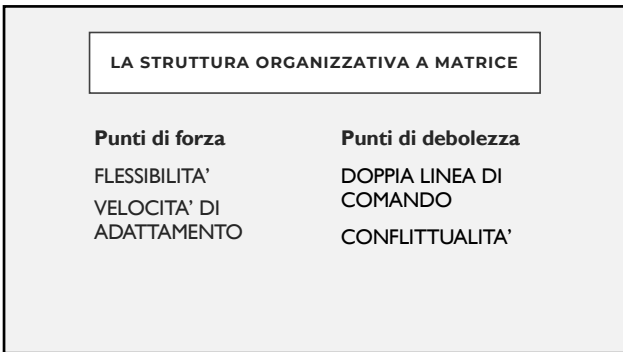 LA STRUTTURA ORGANIZZATIVA A MATRICE
Punti di forza
FLESSIBILITA’
VELOCITA’ DI
ADATTAMENTO
Punti di debolezza
DOPPIA LINEA DI
COMANDO
CONFLITTUALITA’